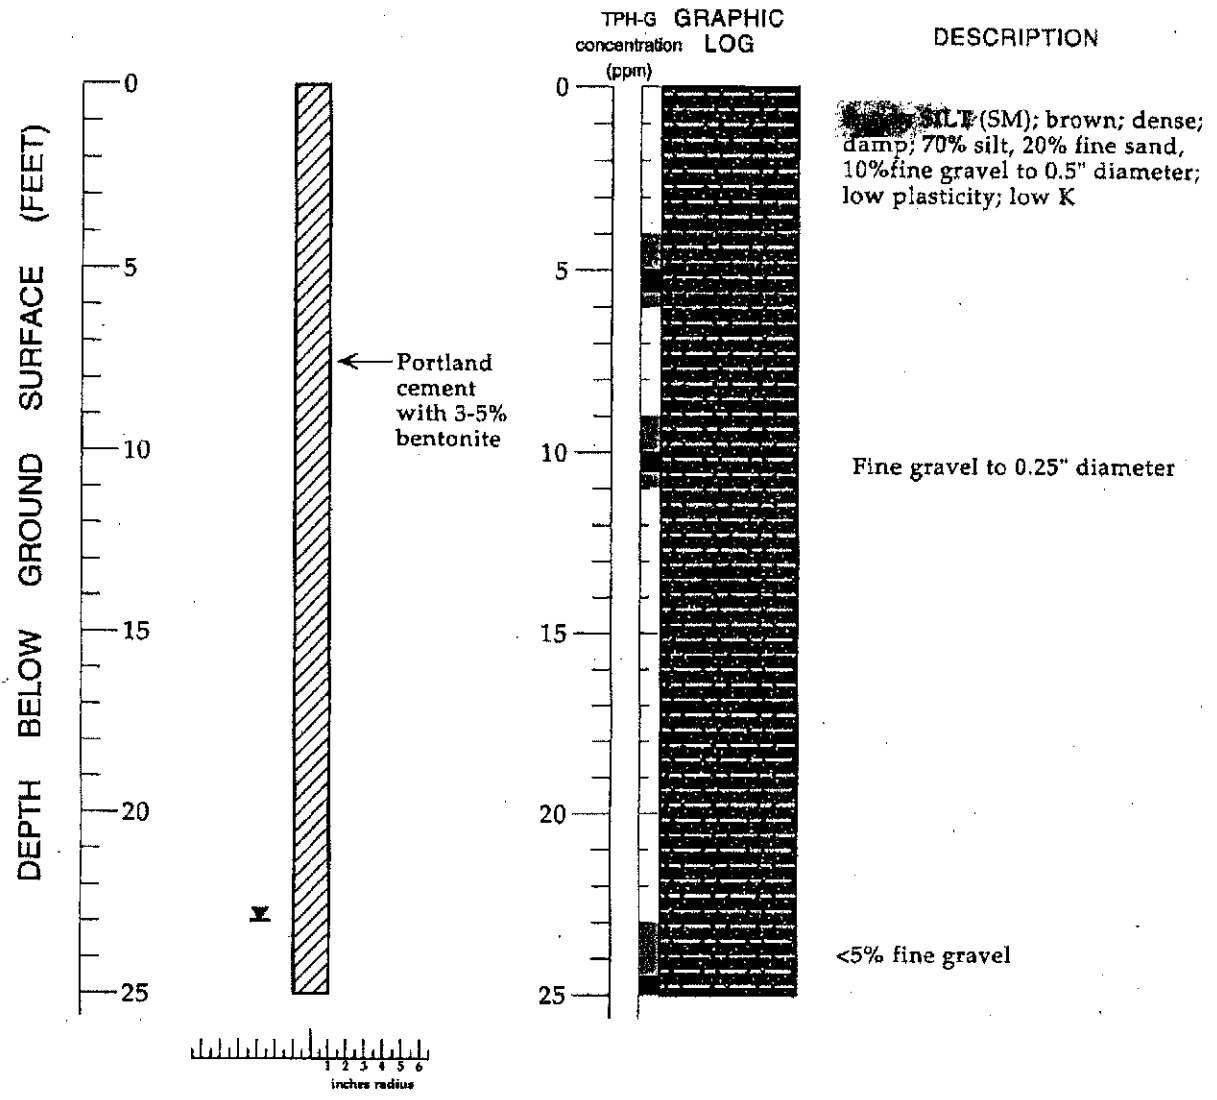 TPH-G GRAPHIC
concentration LOG
(ppm)
DESCRIPTION
DEPTH BELOW GROUND SURFACE (FEET)
0
5
10
15
20
25
Portland
cement
with 3-5%
bentonite
1 2 3 4 5 6
inches radius
0
5
10
15
20
25
SILT (SM); brown; dense;
damp; 70% silt, 20% fine sand,
10%fine gravel to 0.5" diameter;
low plasticity; low K
Fine gravel to 0.25" diameter
<5% fine gravel